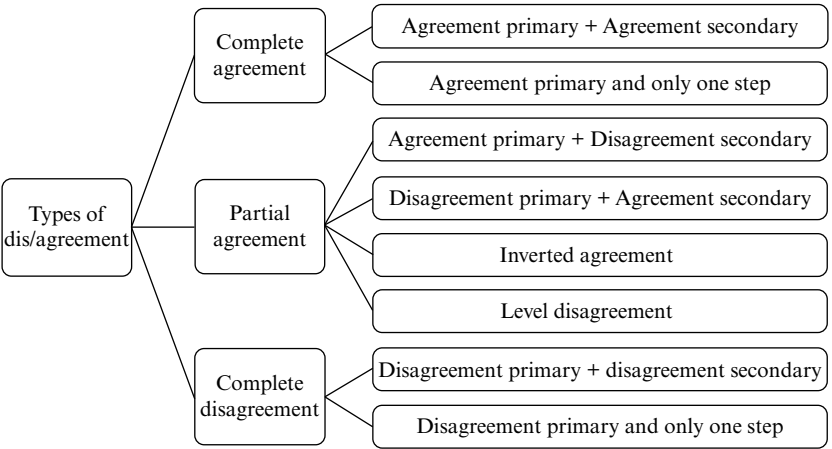 Types of
dis/agreement
Complete
agreement
Agreement primary + Agreement secondary
Agreement primary and only one step
Partial
agreement
Agreement primary + Disagreement secondary
Disagreement primary + Agreement secondary
Inverted agreement
Level disagreement
Complete
disagreement
Disagreement primary + disagreement secondary
Disagreement primary and only one step